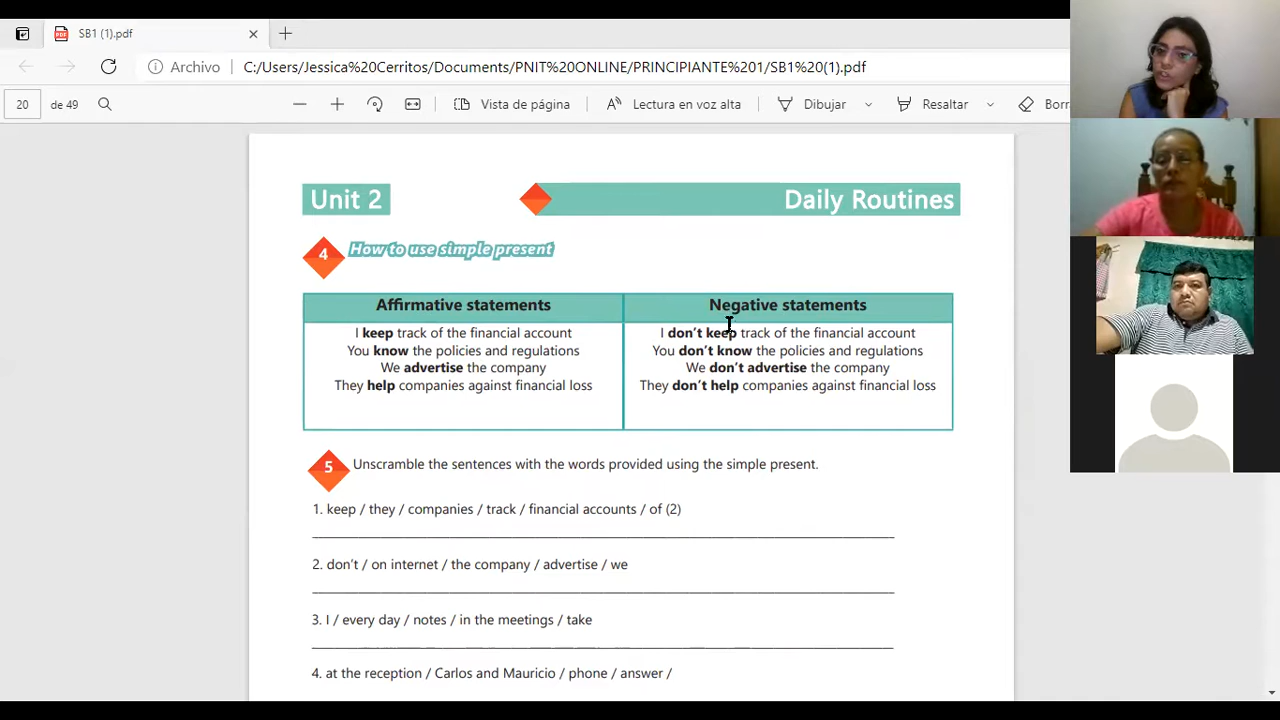 SB1 (1).pdf
Archivo
C:/Users/Jessica%20Cerritos/Documents/PNIT%20ONLINE/PRINCIPIANTE%201/SB1%20(1).pdf
20 de 49
Vista de página
Lectura en voz alta
Dibujar
Resaltar
Borr
Unit 2
Daily Routines
4 How to use simple present
Affirmative statements
I keep track of the financial account
You know the policies and regulations
We advertise the company
They help companies against financial loss
Negative statements
I don't keep track of the financial account
You don't know the policies and regulations
We don't advertise the company
They don't help companies against financial loss
5 Unscramble the sentences with the words provided using the simple present.
1. keep / they / companies / track / financial accounts / of (2)
2. don't / on internet / the company / advertise / we
3. I / every day / notes / in the meetings / take
4. at the reception / Carlos and Mauricio / phone / answer /